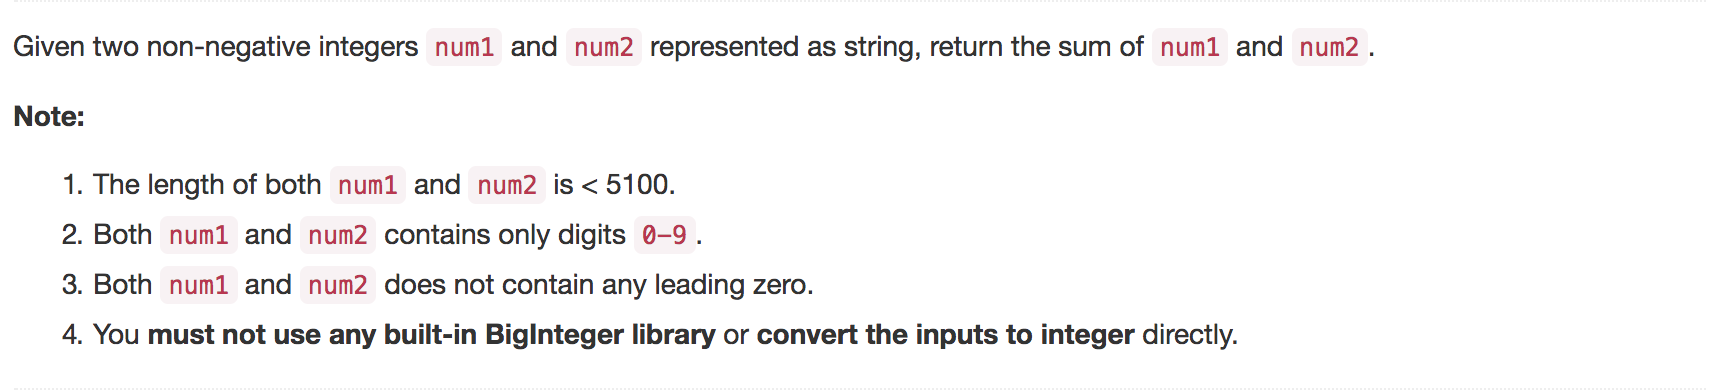 Given two non-negative integers num1 and num2 represented as string, return the sum of num1 and num2.
Note:
1. The length of both num1 and num2 is < 5100.
2. Both num1 and num2 contains only digits 0-9.
3. Both num1 and num2 does not contain any leading zero.
4. You must not use any built-in BigInteger library or convert the inputs to integer directly.